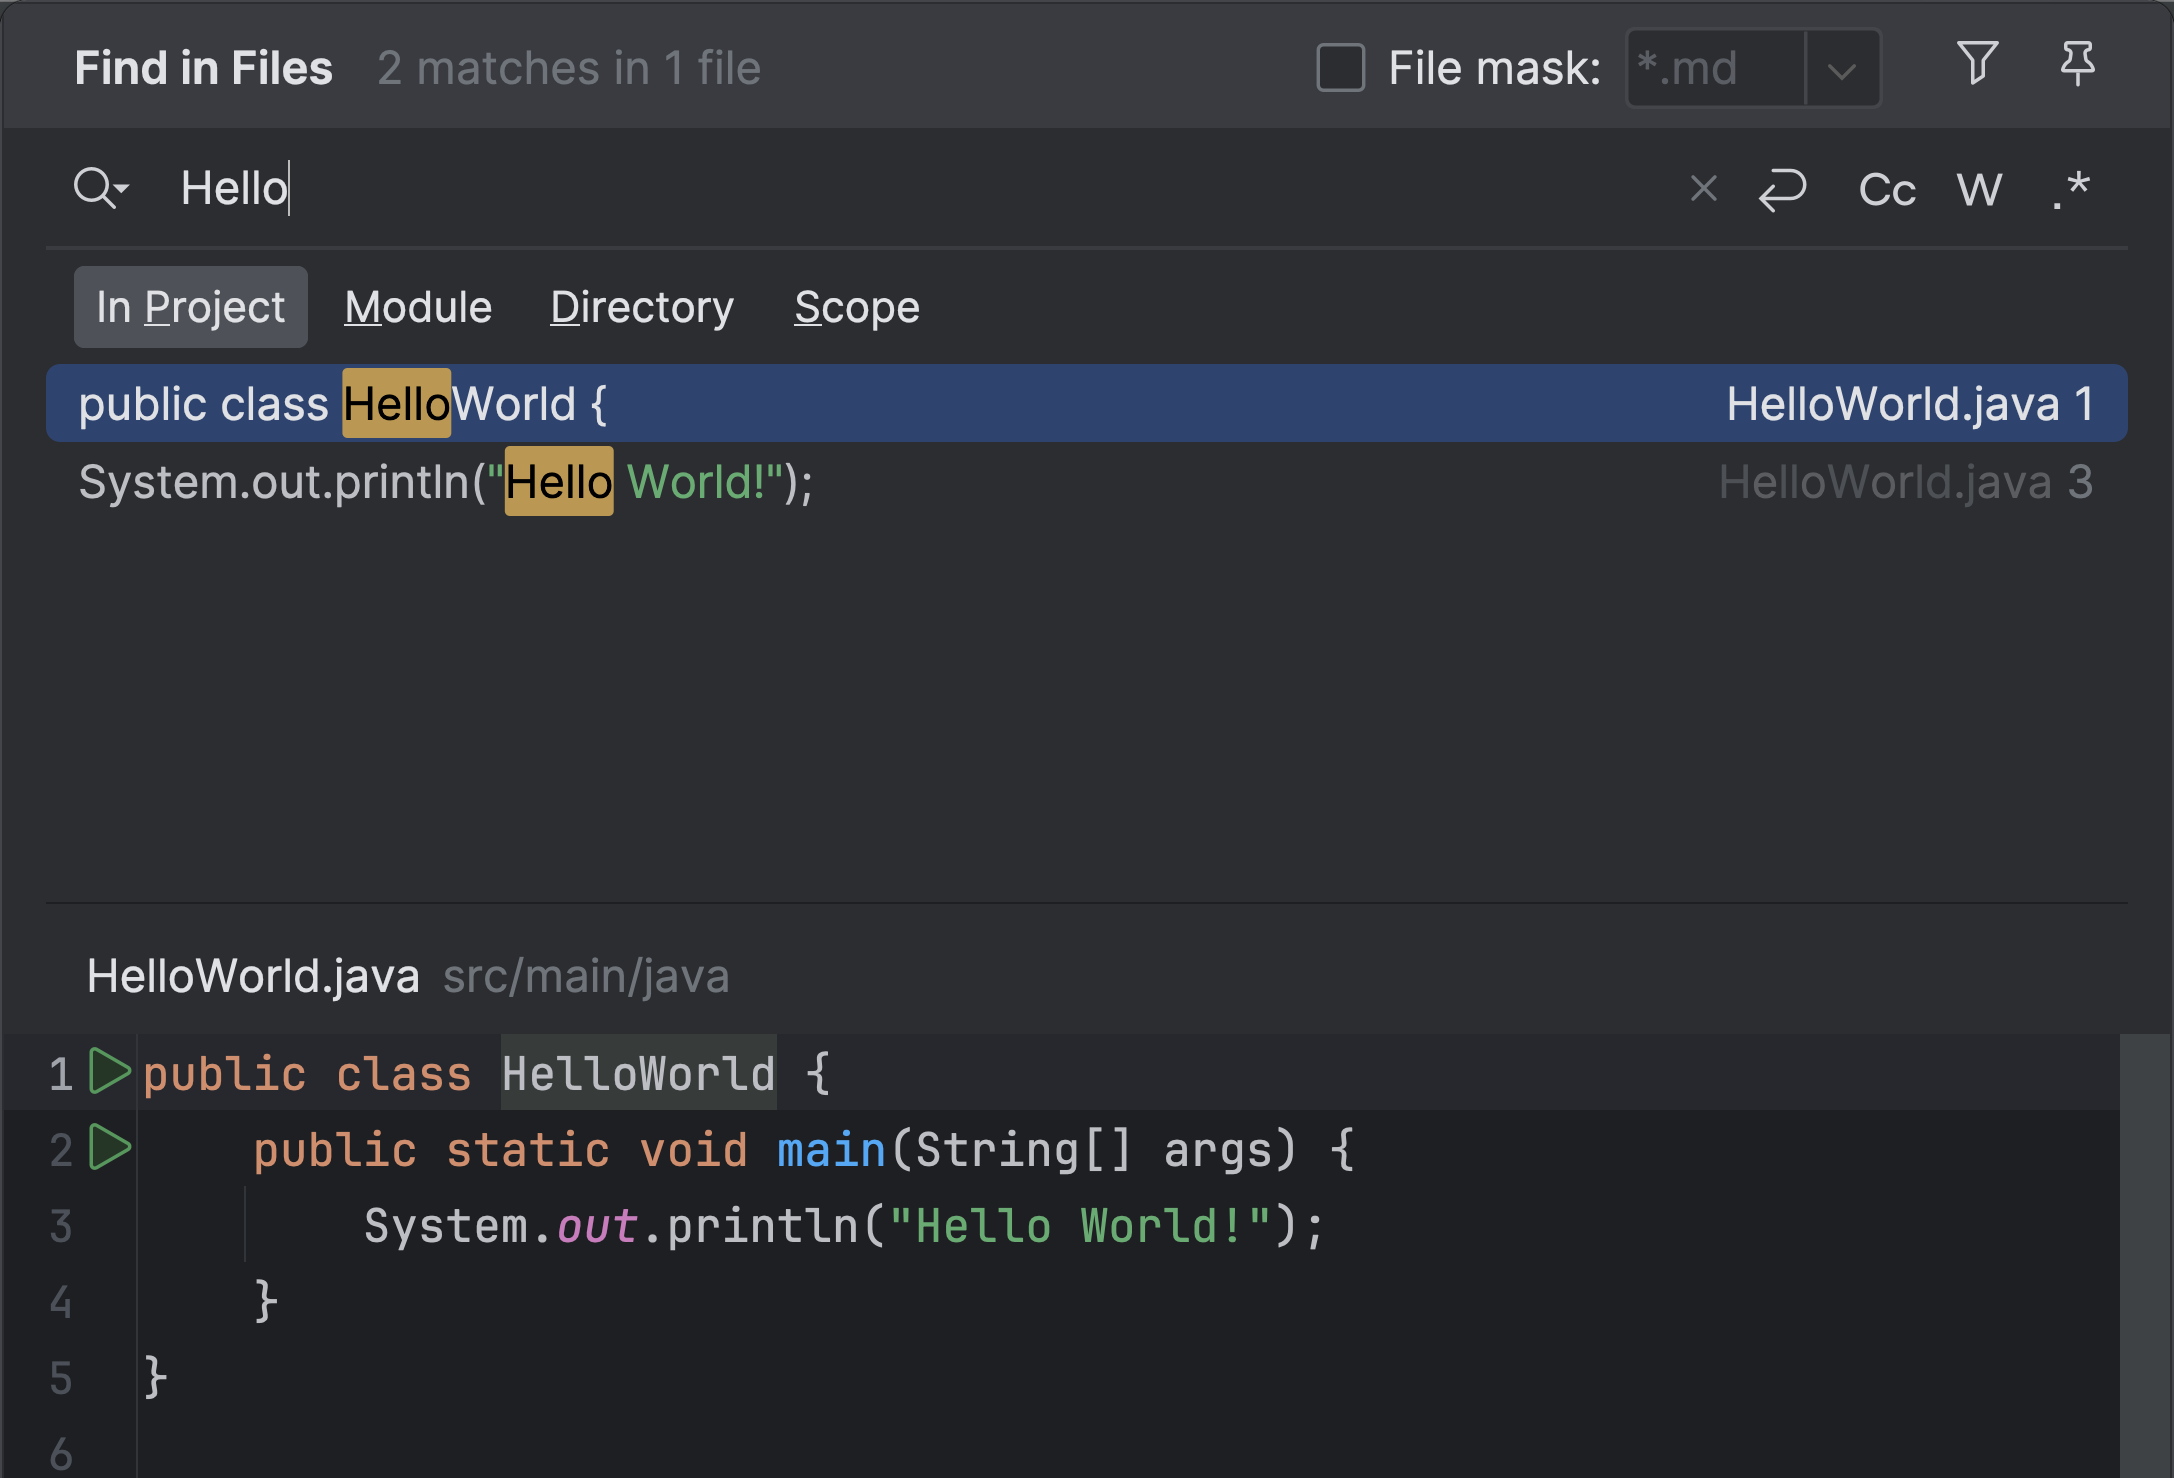 Find in Files 2 matches in 1 file File mask: *.md
Hello Cc W .*
In Project Module Directory Scope
public class HelloWorld { HelloWorld.java 1
System.out.println("Hello World!"); HelloWorld.java 3
HelloWorld.java src/main/java
1 public class HelloWorld {
2 public static void main(String[] args) {
3 System.out.println("Hello World!");
4 }
5 }
6